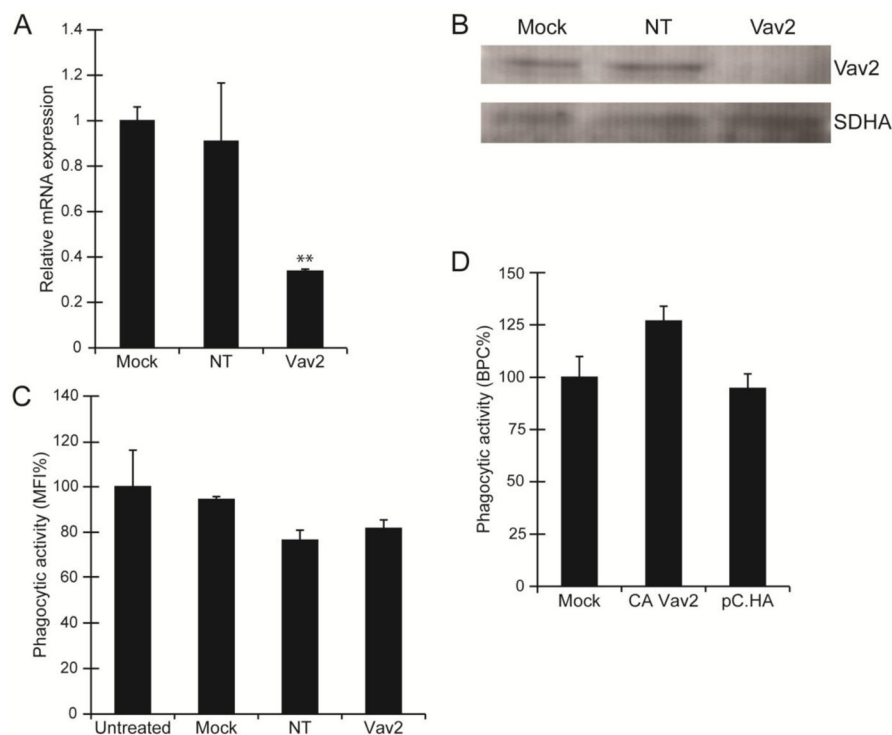 A
Relative mRNA expression
1.4
1.2
1
0.8
0.6
0.4
0.2
0
**
Mock NT Vav2
B
Mock NT Vav2
Vav2
SDHA
C
Phagocytic activity (MFI%)
140
120
100
80
60
40
20
0
Untreated Mock NT Vav2
D
Phagocytic activity (BPC%)
150
125
100
75
50
25
0
Mock CA Vav2 pC.HA